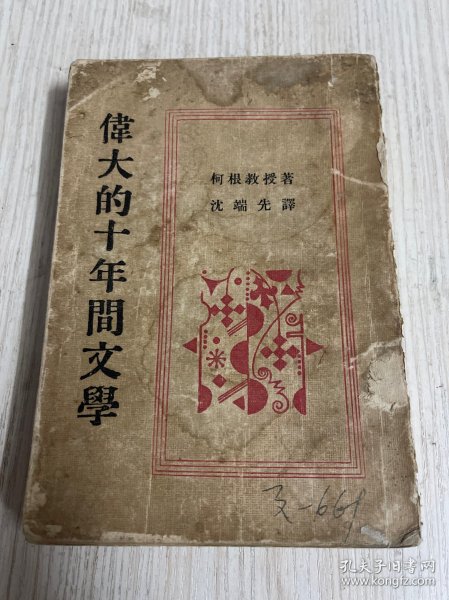 偉大的十年間文學
柯根教授著
沈端先譯
文-661
孔夫子旧书网
www.kongfz.com